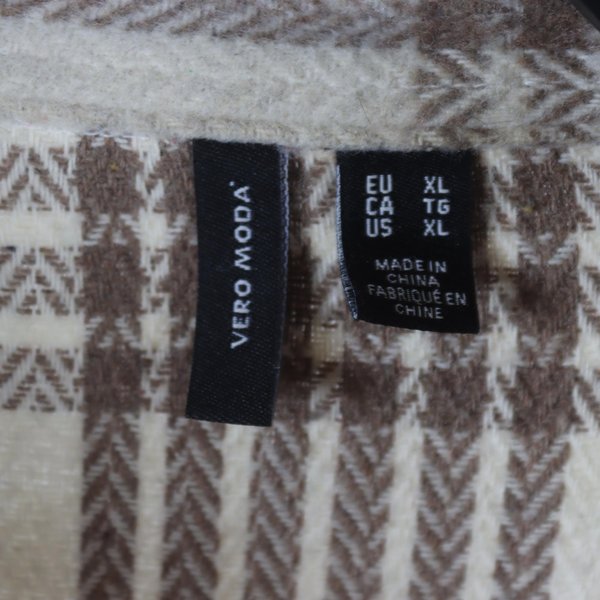 VERO MODA
EU XL
CA TG
US XL
MADE IN
CHINA
FABRIQUÉ EN
CHINE